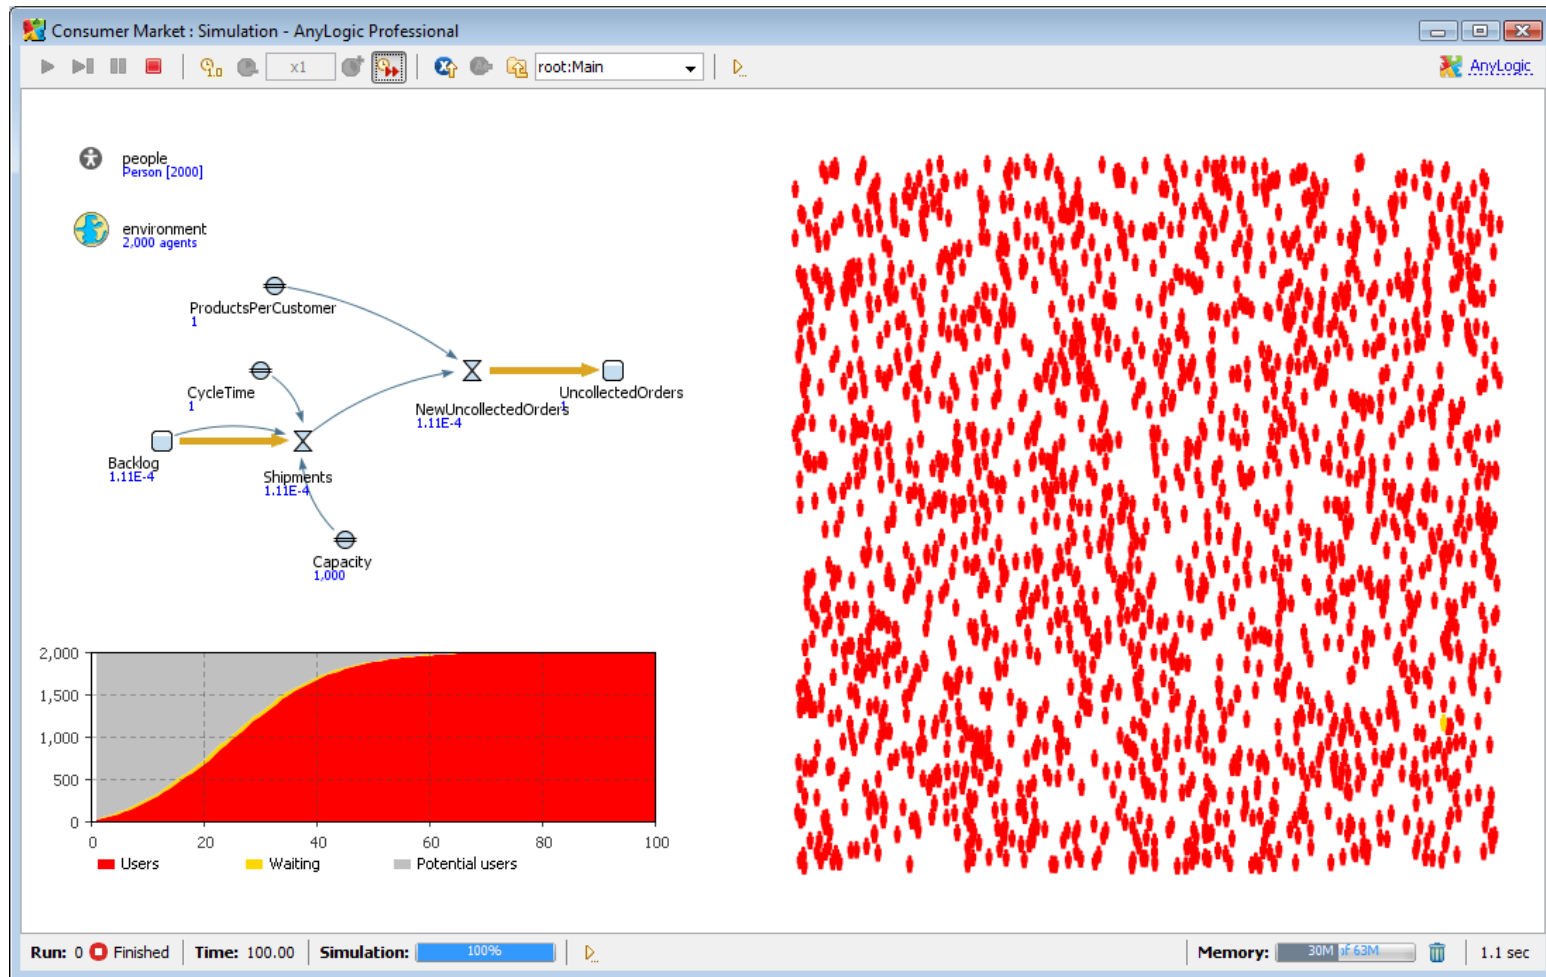 Consumer Market : Simulation - AnyLogic Professional
x1
root:Main
AnyLogic
people
Person [2000]
environment
2,000 agents
ProductsPerCustomer
1
CycleTime
1
NewUncollectedOrders
1.11E-4
UncollectedOrders
1
Backlog
1.11E-4
Shipments
1.11E-4
Capacity
1,000
2,000
1,500
1,000
500
0
0 20 40 60 80 100
Users Waiting Potential users
Run: 0 Finished Time: 100.00 Simulation: 100% Memory: 30M of 63M 1.1 sec